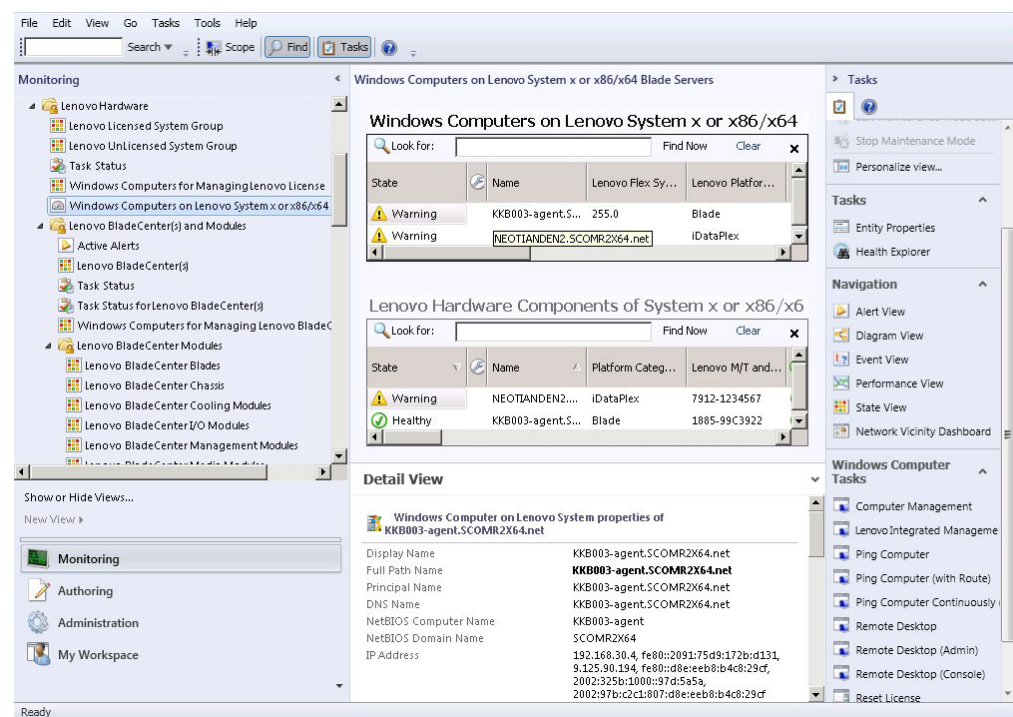 File Edit View Go Tasks Tools Help
Search Scope Find Tasks
Monitoring
Lenovo Hardware
Lenovo Licensed System Group
Lenovo UnLicensed System Group
Task Status
Windows Computers for Managing Lenovo License
Windows Computers on Lenovo System x or x86/x64
Lenovo BladeCenter(s) and Modules
Active Alerts
Lenovo BladeCenter(s)
Task Status
Task Status for Lenovo BladeCenter(s)
Windows Computers for Managing Lenovo BladeC
Lenovo BladeCenter Modules
Lenovo BladeCenter Blades
Lenovo BladeCenter Chassis
Lenovo BladeCenter Cooling Modules
Lenovo BladeCenter I/O Modules
Lenovo BladeCenter Management Modules
Show or Hide Views...
New View
Monitoring
Authoring
Administration
My Workspace
Windows Computers on Lenovo System x or x86/x64 Blade Servers
Windows Computers on Lenovo System x or x86/x64
Look for: Find Now Clear
State Name Lenovo Flex Sy... Lenovo Platfor...
Warning KKB003-agent.S... 255.0 Blade
Warning NEOTIANDEN2.SCOMR2X64.net iDataPlex
Lenovo Hardware Components of System x or x86/x6
Look for: Find Now Clear
State Name Platform Categ... Lenovo M/T and...
Warning NEOTIANDEN2.... iDataPlex 7912-1234567
Healthy KKB003-agent.S... Blade 1885-99C3922
Detail View
Windows Computer on Lenovo System properties of
KKB003-agent.SCOMR2X64.net
Display Name KKB003-agent.SCOMR2X64.net
Full Path Name KKB003-agent.SCOMR2X64.net
Principal Name KKB003-agent.SCOMR2X64.net
DNS Name KKB003-agent.SCOMR2X64.net
NetBIOS Computer Name KKB003-agent
NetBIOS Domain Name SCOMR2X64
IP Address 192.168.30.4, fe80::2091:75d9:172b:d131,
9.125.90.194, fe80::d8e:eeb8:b4c8:29cf,
2002:325b:1000::97d:5a5a,
2002:97b:c2c1:807:d8e:eeb8:b4c8:29cf
Tasks
Stop Maintenance Mode
Personalize view...
Tasks
Entity Properties
Health Explorer
Navigation
Alert View
Diagram View
Event View
Performance View
State View
Network Vicinity Dashboard
Windows Computer
Tasks
Computer Management
Lenovo Integrated Manageme
Ping Computer
Ping Computer (with Route)
Ping Computer Continuously
Remote Desktop
Remote Desktop (Admin)
Remote Desktop (Console)
Reset License
Ready